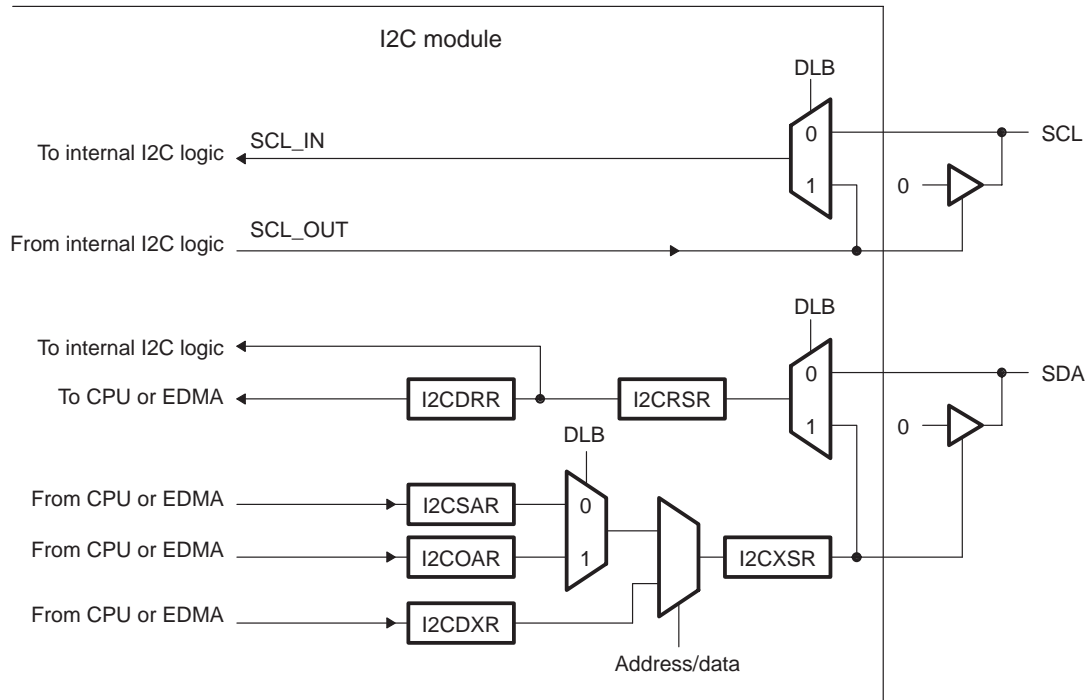 I2C module
DLB
SCL_IN
0
SCL
To internal I2C logic
1
0
SCL_OUT
From internal I2C logic
DLB
To internal I2C logic
0
SDA
To CPU or EDMA
I2CDRR
I2CRSR
1
0
DLB
From CPU or EDMA
I2CSAR
0
From CPU or EDMA
I2COAR
1
I2CXSR
From CPU or EDMA
I2CDXR
Address/data